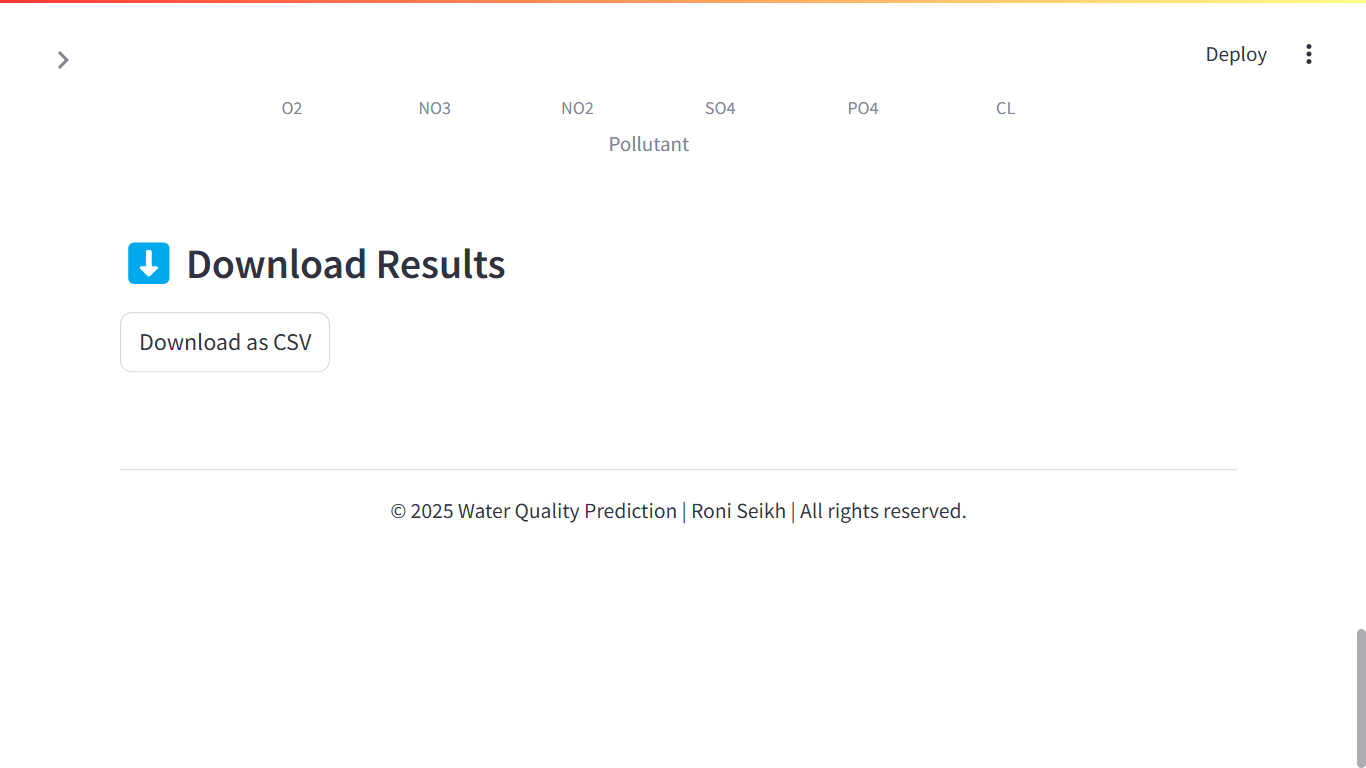 Deploy
O2 NO3 NO2 SO4 PO4 CL
Pollutant
Download Results
Download as CSV
© 2025 Water Quality Prediction | Roni Seikh | All rights reserved.